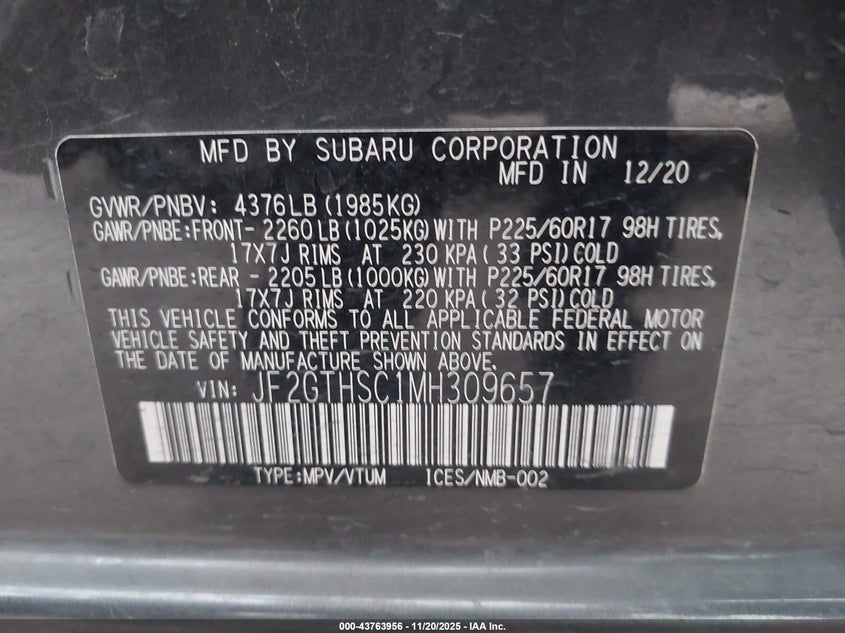 MFD BY SUBARU CORPORATION
MFD IN 12/20
GVWR/PNBV: 4376LB(1985KG)
GAWR/PNBE:FRONT- 2260LB(1025KG)WITH P225/60R17 98H TIRES,
17X7J RIMS AT 230 KPA(33 PSI)COLD
GAWR/PNBE:REAR - 2205LB(1000KG)WITH P225/60R17 98H TIRES,
17X7J RIMS AT 220 KPA(32 PSI)COLD
THIS VEHICLE CONFORMS TO ALL APPLICABLE FEDERAL MOTOR
VEHICLE SAFETY AND THEFT PREVENTION STANDARDS IN EFFECT ON
THE DATE OF MANUFACTURE SHOWN ABOVE.
VIN: JF2GTHSC1MH309657
TYPE:MPV/VTUM ICES/NMB-002
000-43763956 - 11/20/2025 - IAA Inc.